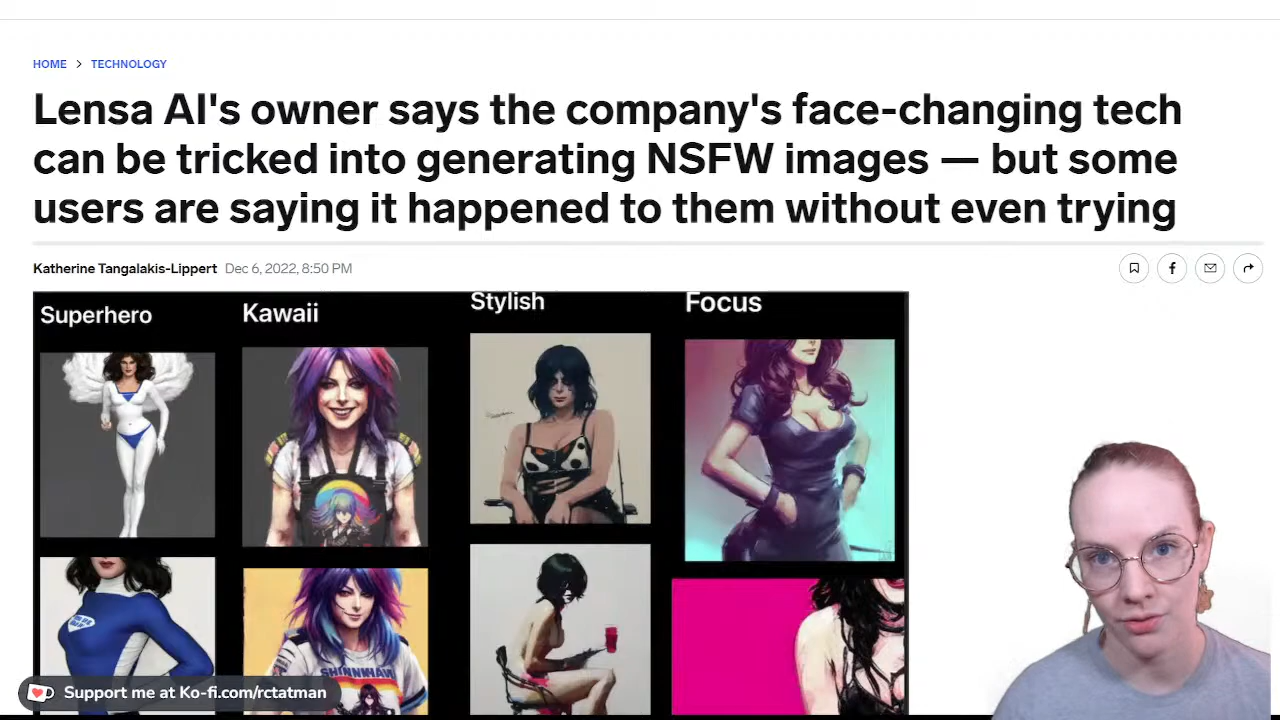 HOME > TECHNOLOGY
Lensa AI's owner says the company's face-changing tech
can be tricked into generating NSFW images — but some
users are saying it happened to them without even trying
Katherine Tangalakis-Lippert Dec 6, 2022, 8:50 PM
Superhero
Kawaii
Stylish
Focus
Support me at Ko-fi.com/rctatman